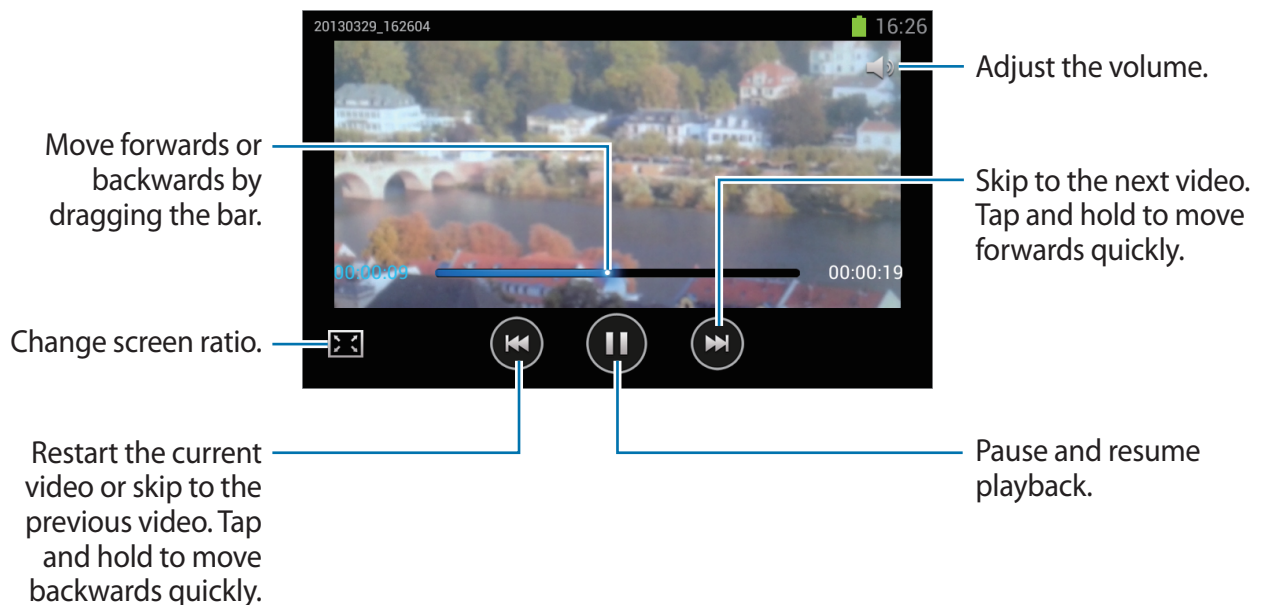 20130329_162604
16:26
Adjust the volume.
Move forwards or
backwards by
dragging the bar.
Skip to the next video.
Tap and hold to move
forwards quickly.
00:00:09
00:00:19
Change screen ratio.
Restart the current
video or skip to the
previous video. Tap
and hold to move
backwards quickly.
Pause and resume
playback.